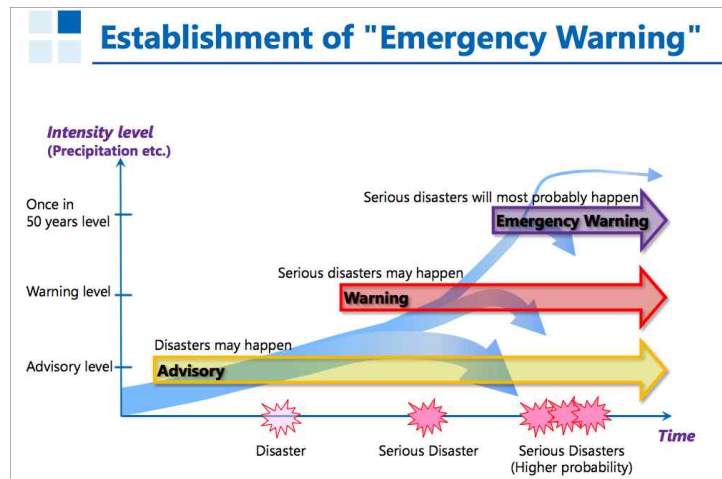 Establishment of "Emergency Warning"
Intensity level
(Precipitation etc.)
Serious disasters will most probably happen
Once in
50 years level
Emergency Warning
Serious disasters may happen
Warning level
Warning
Disasters may happen
Advisory level
Advisory
Time
Disaster
Serious Disaster
Serious Disasters
(Higher probability)